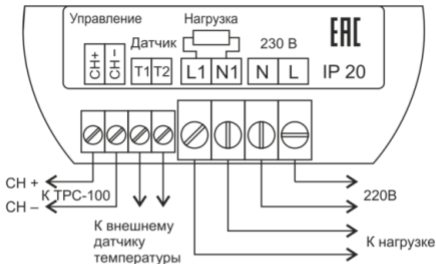 Управление
Нагрузка
Датчик
230 В
EAC
CH+
CH−
T1 T2
L1 N1
N L
IP 20
CH +
К ТРС-100
CH −
220В
К внешнему
датчику
температуры
К нагрузке